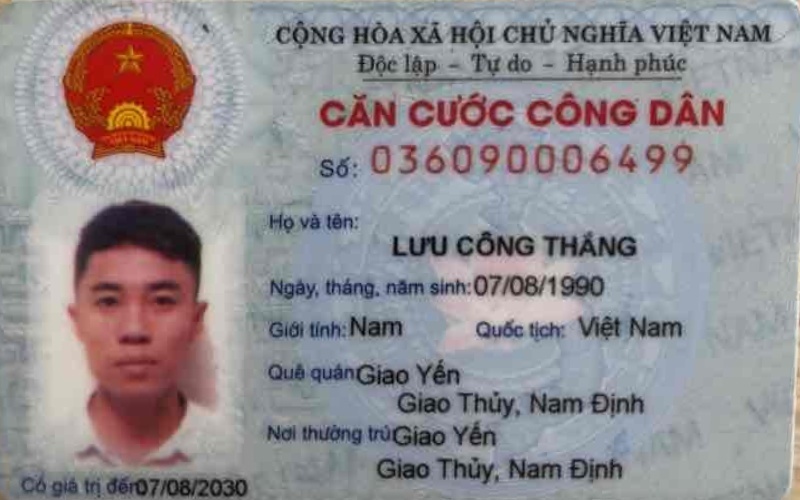 CỘNG HÒA XÃ HỘI CHỦ NGHĨA VIỆT NAM
Độc lập - Tự do - Hạnh phúc
CĂN CƯỚC CÔNG DÂN
Số: 036090006499
Họ và tên:
LƯU CÔNG THẮNG
Ngày, tháng, năm sinh: 07/08/1990
Giới tính: Nam Quốc tịch: Việt Nam
Quê quán Giao Yến
Giao Thủy, Nam Định
Nơi thường trú: Giao Yến
Giao Thủy, Nam Định
Có giá trị đến 07/08/2030